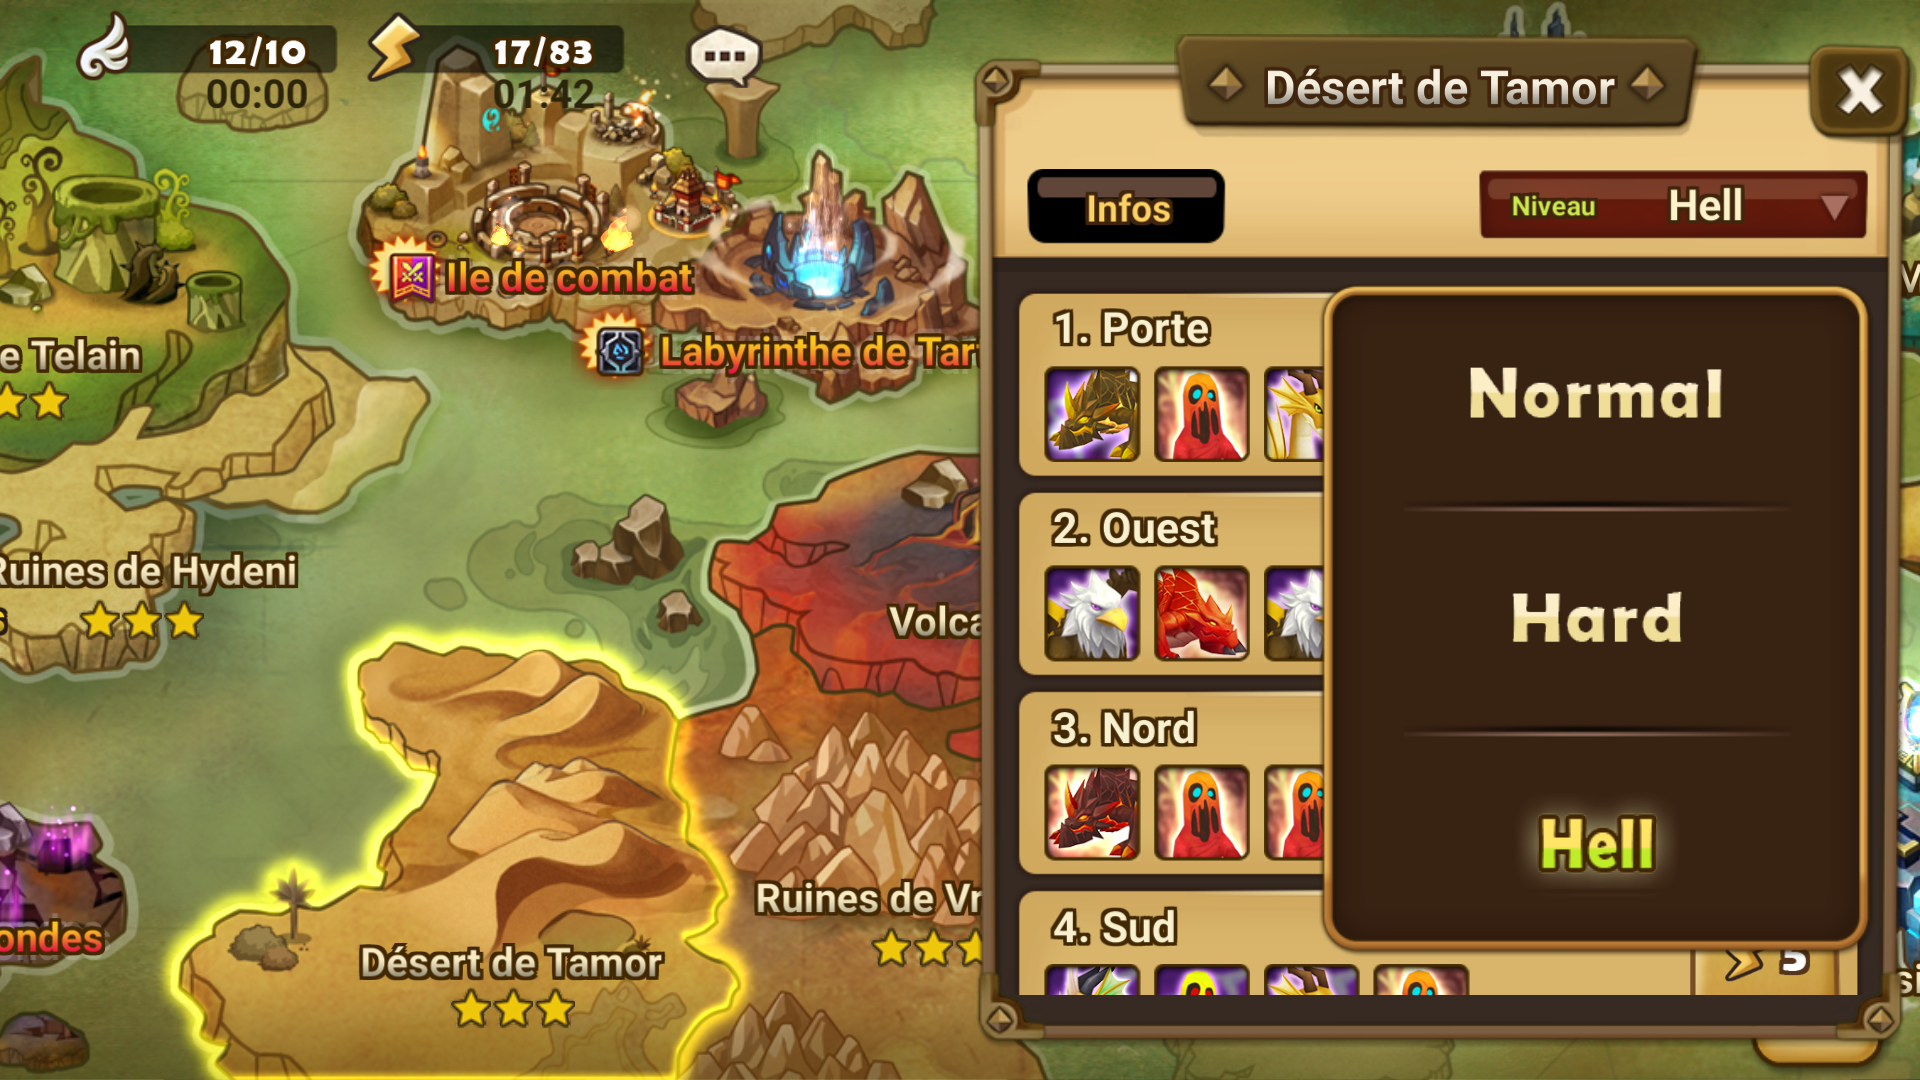 12/10
00:00
17/83
01:42
Désert de Tamor
Infos
Niveau Hell
Ile de combat
Labyrinthe de Tar
e Telain
1. Porte
Normal
2. Ouest
Hard
Ruines de Hydeni
Volca
3. Nord
Hell
Ruines de Vr
4. Sud
5
ondes
Désert de Tamor